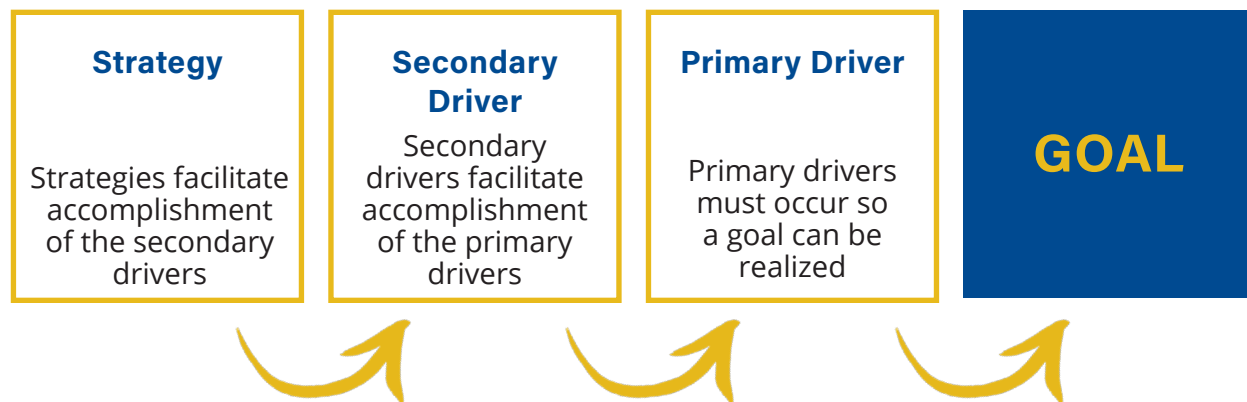 Strategy
Strategies facilitate
accomplishment
of the secondary
drivers
Secondary
Driver
Secondary
drivers facilitate
accomplishment
of the primary
drivers
Primary Driver
Primary drivers
must occur so
a goal can be
realized
GOAL